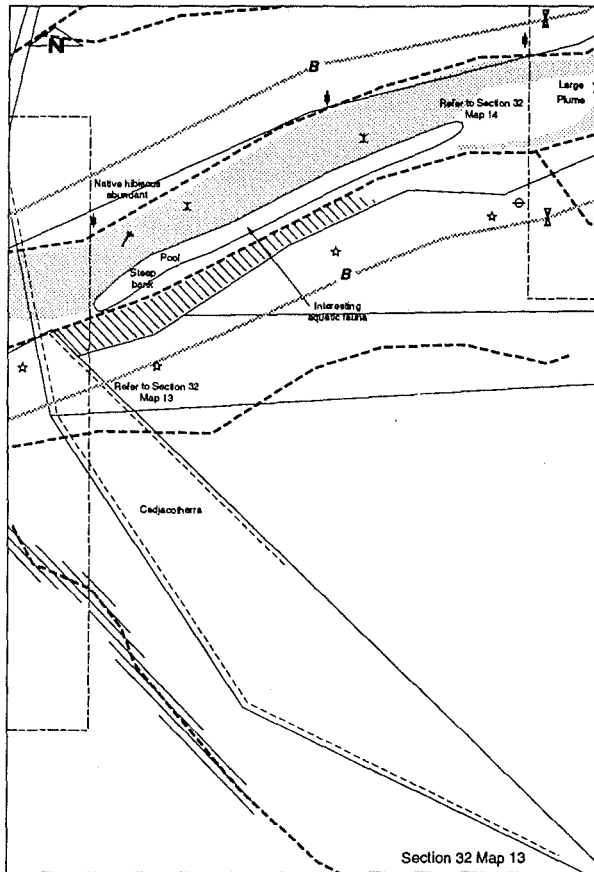 N
B
Refer to Section 32
Map 14
Large
Plume
Native hibiscus
abundant
Pool
Steep
bank
B
Interesting
aquatic fauna
Refer to Section 32
Map 13
Cadjacotherra
Section 32 Map 13